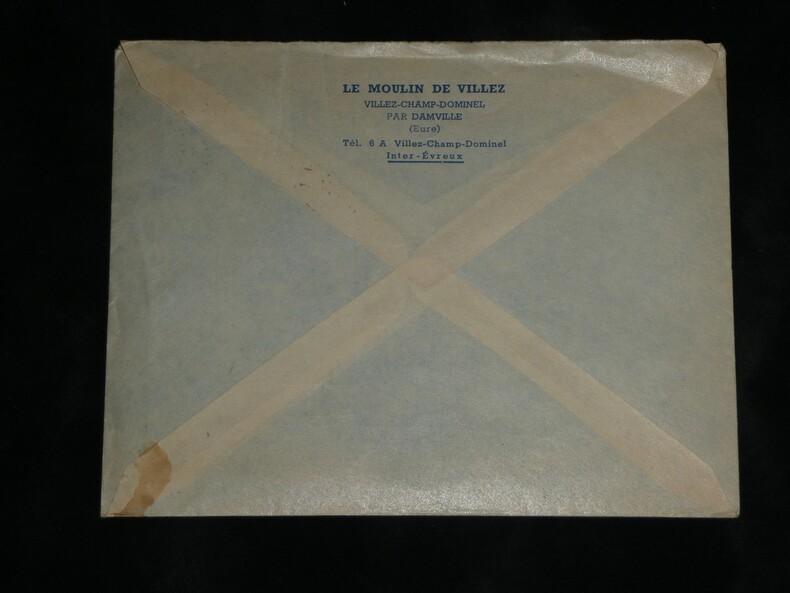 LE MOULIN DE VILLEZ
VILLEZ-CHAMP-DOMINEL
PAR DAMVILLE
(Eure)
Tél. 6 A Villez-Champ-Dominel
Inter-Évreux